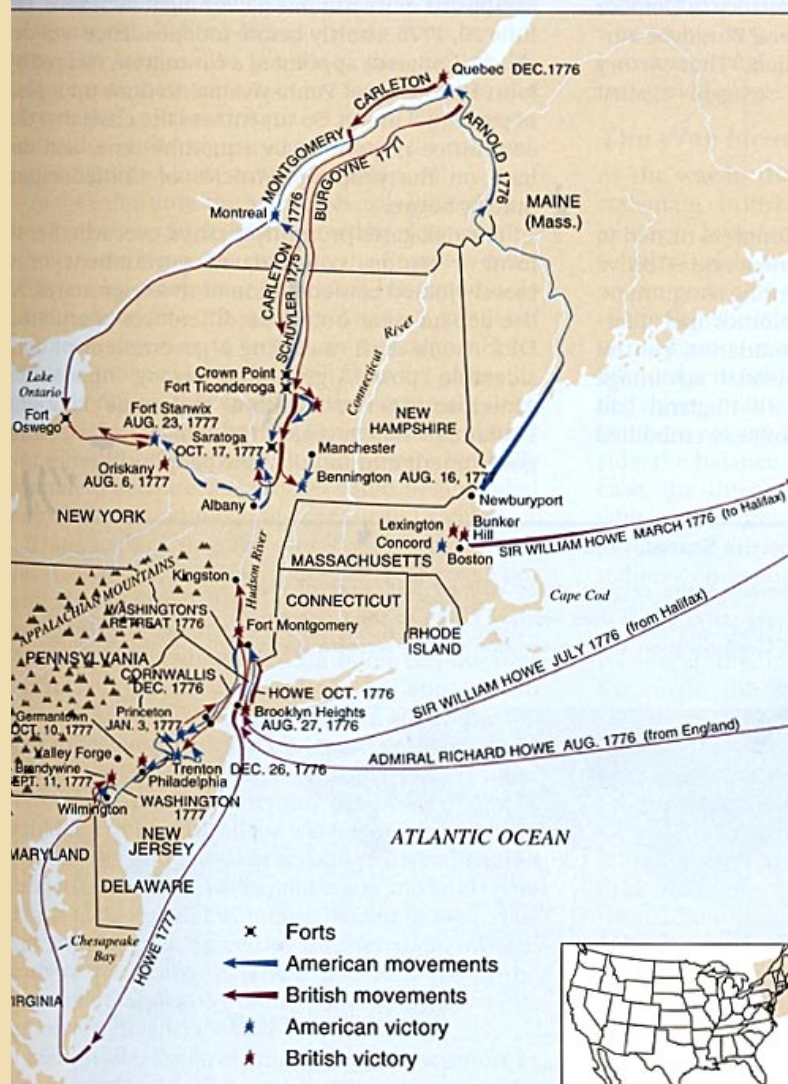 Quebec DEC.1776
CARLETON
MONTGOMERY
BURGOYNE 1777
ARNOLD
1776
MAINE
(Mass.)
Montreal
1776
CARLETON
SCHUYLER 1775
Connecticut River
Crown Point
Fort Ticonderoga
Lake
Ontario
Fort
Oswego
Fort Stanwix
AUG. 23, 1777
Saratoga
OCT. 17, 1777
Manchester
NEW
HAMPSHIRE
Oriskany
AUG. 6, 1777
Bennington AUG. 16, 1777
Albany
Newburyport
NEW YORK
Lexington
Concord
Bunker
Hill
Boston
SIR WILLIAM HOWE MARCH 1776 (to Halifax)
MASSACHUSETTS
Hudson River
APPALACHIAN MOUNTAINS
Kingston
CONNECTICUT
Cape Cod
WASHINGTON'S
RETREAT 1776
Fort Montgomery
RHODE
ISLAND
PENNSYLVANIA
CORNWALLIS
DEC. 1776
HOWE OCT. 1776
SIR WILLIAM HOWE JULY 1776 (from Halifax)
Princeton
JAN. 3, 1777
Brooklyn Heights
AUG. 27, 1776
Germantown
OCT. 10, 1777
ADMIRAL RICHARD HOWE AUG. 1776 (from England)
Valley Forge
Brandywine
SEPT. 11, 1777
Trenton DEC. 26, 1776
Philadelphia
WASHINGTON
1777
Wilmington
NEW
JERSEY
ATLANTIC OCEAN
MARYLAND
DELAWARE
Chesapeake
Bay
HOWE 1777
VIRGINIA
Forts
American movements
British movements
American victory
British victory